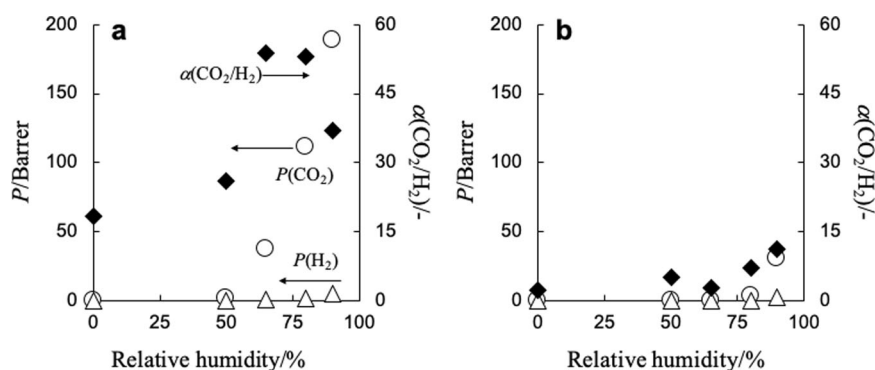 a
200
150
100
50
0
P/Barrer
60
45
30
15
0
α(CO₂/H₂)/-
α(CO₂/H₂)
P(CO₂)
P(H₂)
0 25 50 75 100
Relative humidity/%
b
200
150
100
50
0
P/Barrer
60
45
30
15
0
α(CO₂/H₂)/-
0 25 50 75 100
Relative humidity/%